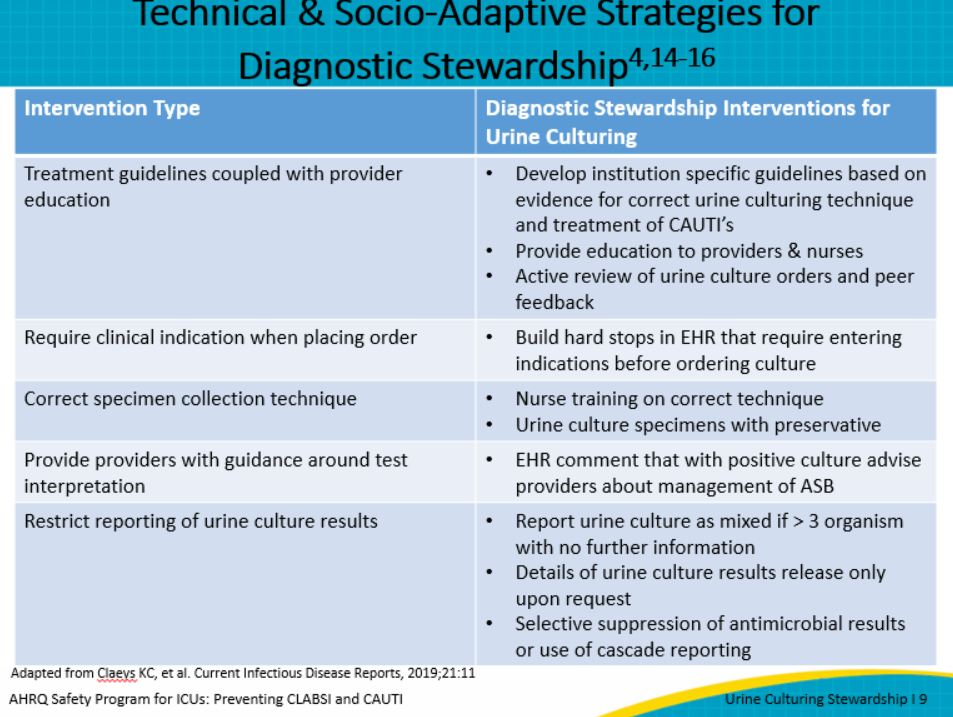 Technical & Socio-Adaptive Strategies for
Diagnostic Stewardship4,14-16
Intervention Type
Diagnostic Stewardship Interventions for
Urine Culturing
Treatment guidelines coupled with provider
education
• Develop institution specific guidelines based on
evidence for correct urine culturing technique
and treatment of CAUTI's
• Provide education to providers & nurses
• Active review of urine culture orders and peer
feedback
Require clinical indication when placing order
• Build hard stops in EHR that require entering
indications before ordering culture
Correct specimen collection technique
• Nurse training on correct technique
• Urine culture specimens with preservative
Provide providers with guidance around test
interpretation
• EHR comment that with positive culture advise
providers about management of ASB
Restrict reporting of urine culture results
• Report urine culture as mixed if > 3 organism
with no further information
• Details of urine culture results release only
upon request
• Selective suppression of antimicrobial results
or use of cascade reporting
Adapted from Claeys KC, et al. Current Infectious Disease Reports, 2019;21:11
AHRQ Safety Program for ICUs: Preventing CLABSI and CAUTI
Urine Culturing Stewardship I 9